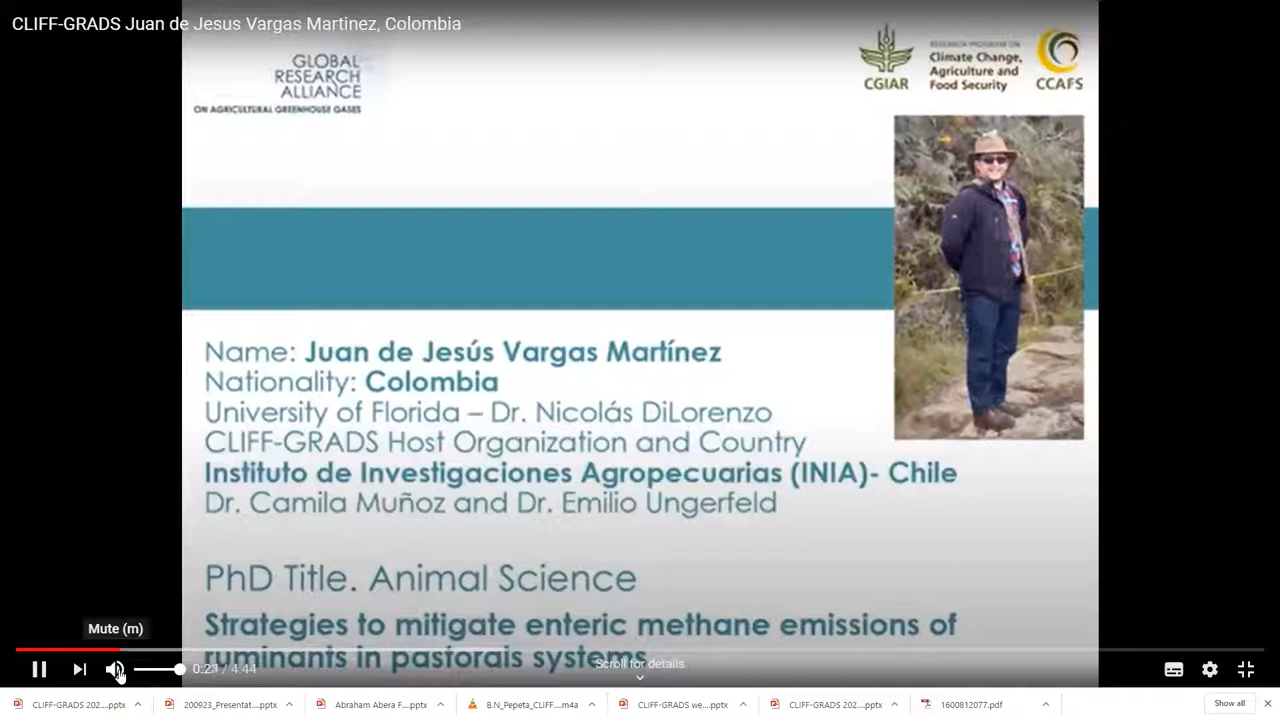 CLIFF-GRADS Juan de Jesus Vargas Martinez, Colombia
GLOBAL
RESEARCH
ALLIANCE
ON AGRICULTURAL GREENHOUSE GASES
CGIAR
RESEARCH PROGRAM ON
Climate Change,
Agriculture and
Food Security
CCAFS
Name: Juan de Jesús Vargas Martínez
Nationality: Colombia
University of Florida – Dr. Nicolás DiLorenzo
CLIFF-GRADS Host Organization and Country
Instituto de Investigaciones Agropecuarias (INIA)- Chile
Dr. Camila Muñoz and Dr. Emilio Ungerfeld
PhD Title. Animal Science
Strategies to mitigate enteric methane emissions of
ruminants in pastorals systems.
Mute (m)
Scroll for details
/ 4:44
CLIFF-GRADS 202....pptx
200923_Presentat....pptx
Abraham Abera F....pptx
B.N_Pepeta_CLIFF....m4a
CLIFF-GRADS we....pptx
CLIFF-GRADS 202....pptx
1600812077.pdf
Show all